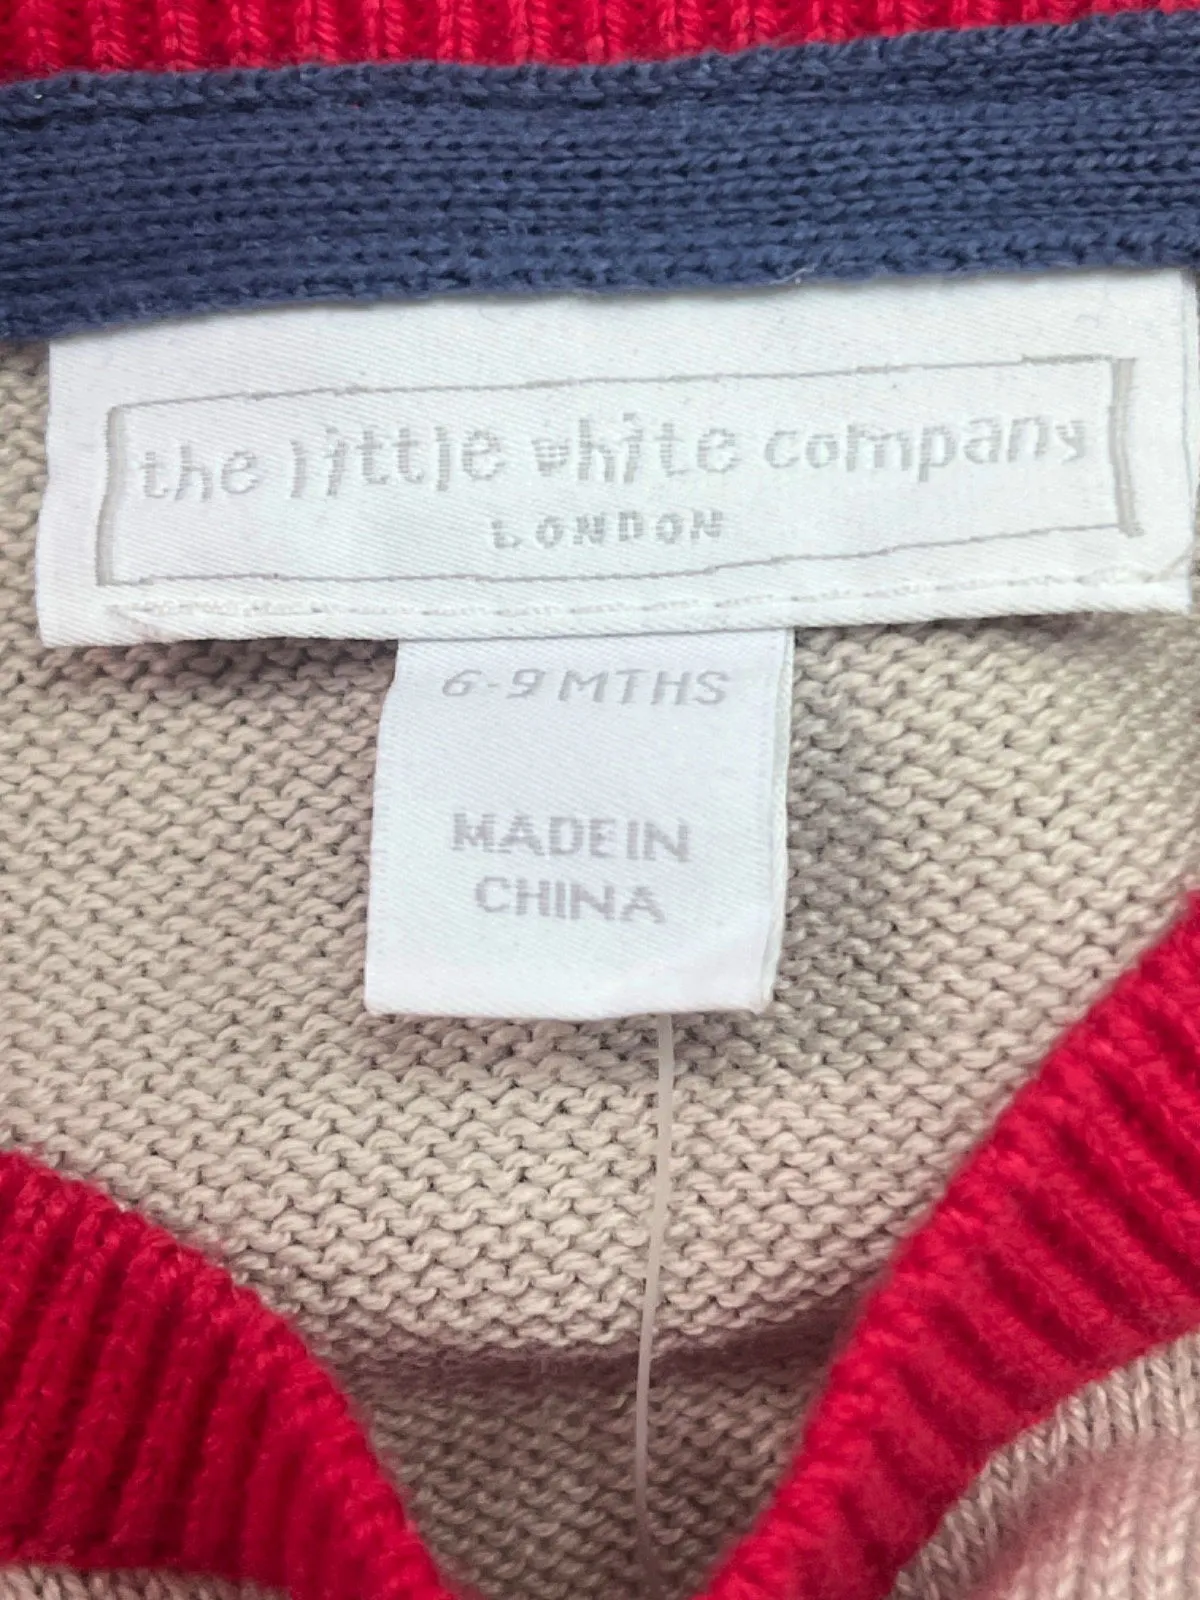 the little white company
LONDON
6-9 MTHS
MADE IN
CHINA